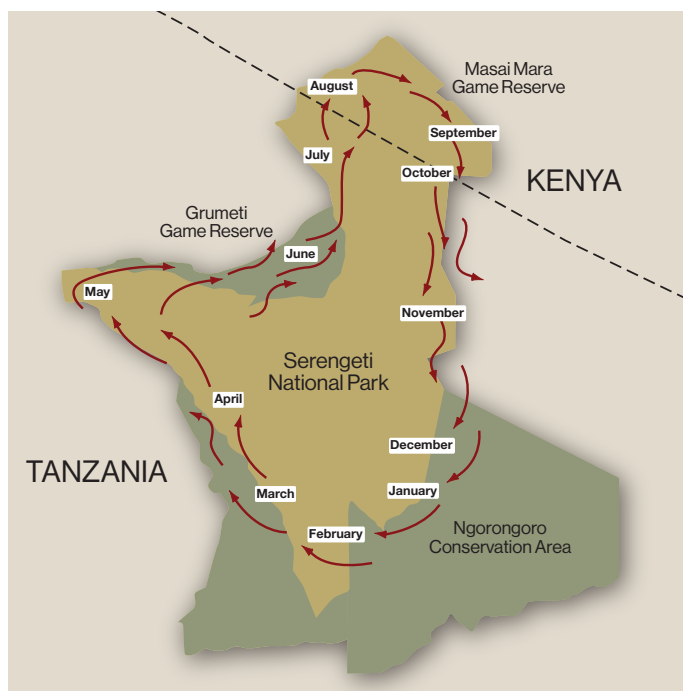 Masai Mara
Game Reserve
August
September
July
October
KENYA
Grumeti
Game Reserve
June
May
November
Serengeti
National Park
April
December
TANZANIA
March
January
February
Ngorongoro
Conservation Area